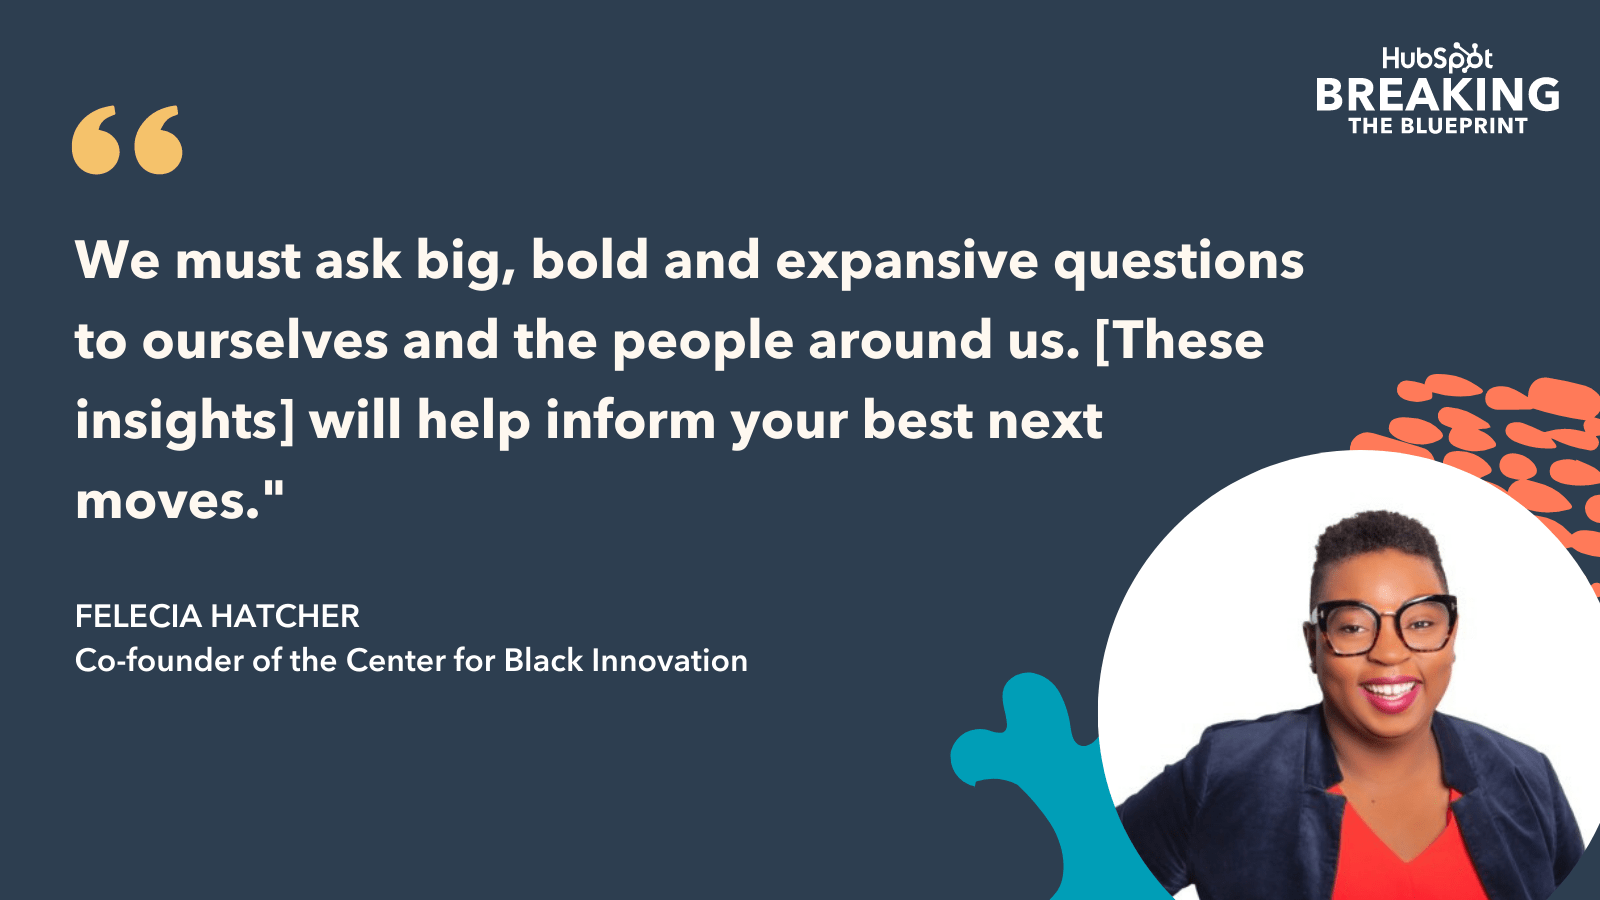 HubSpot
BREAKING
THE BLUEPRINT
“
We must ask big, bold and expansive questions
to ourselves and the people around us. [These
insights] will help inform your best next
moves."
FELECIA HATCHER
Co-founder of the Center for Black Innovation